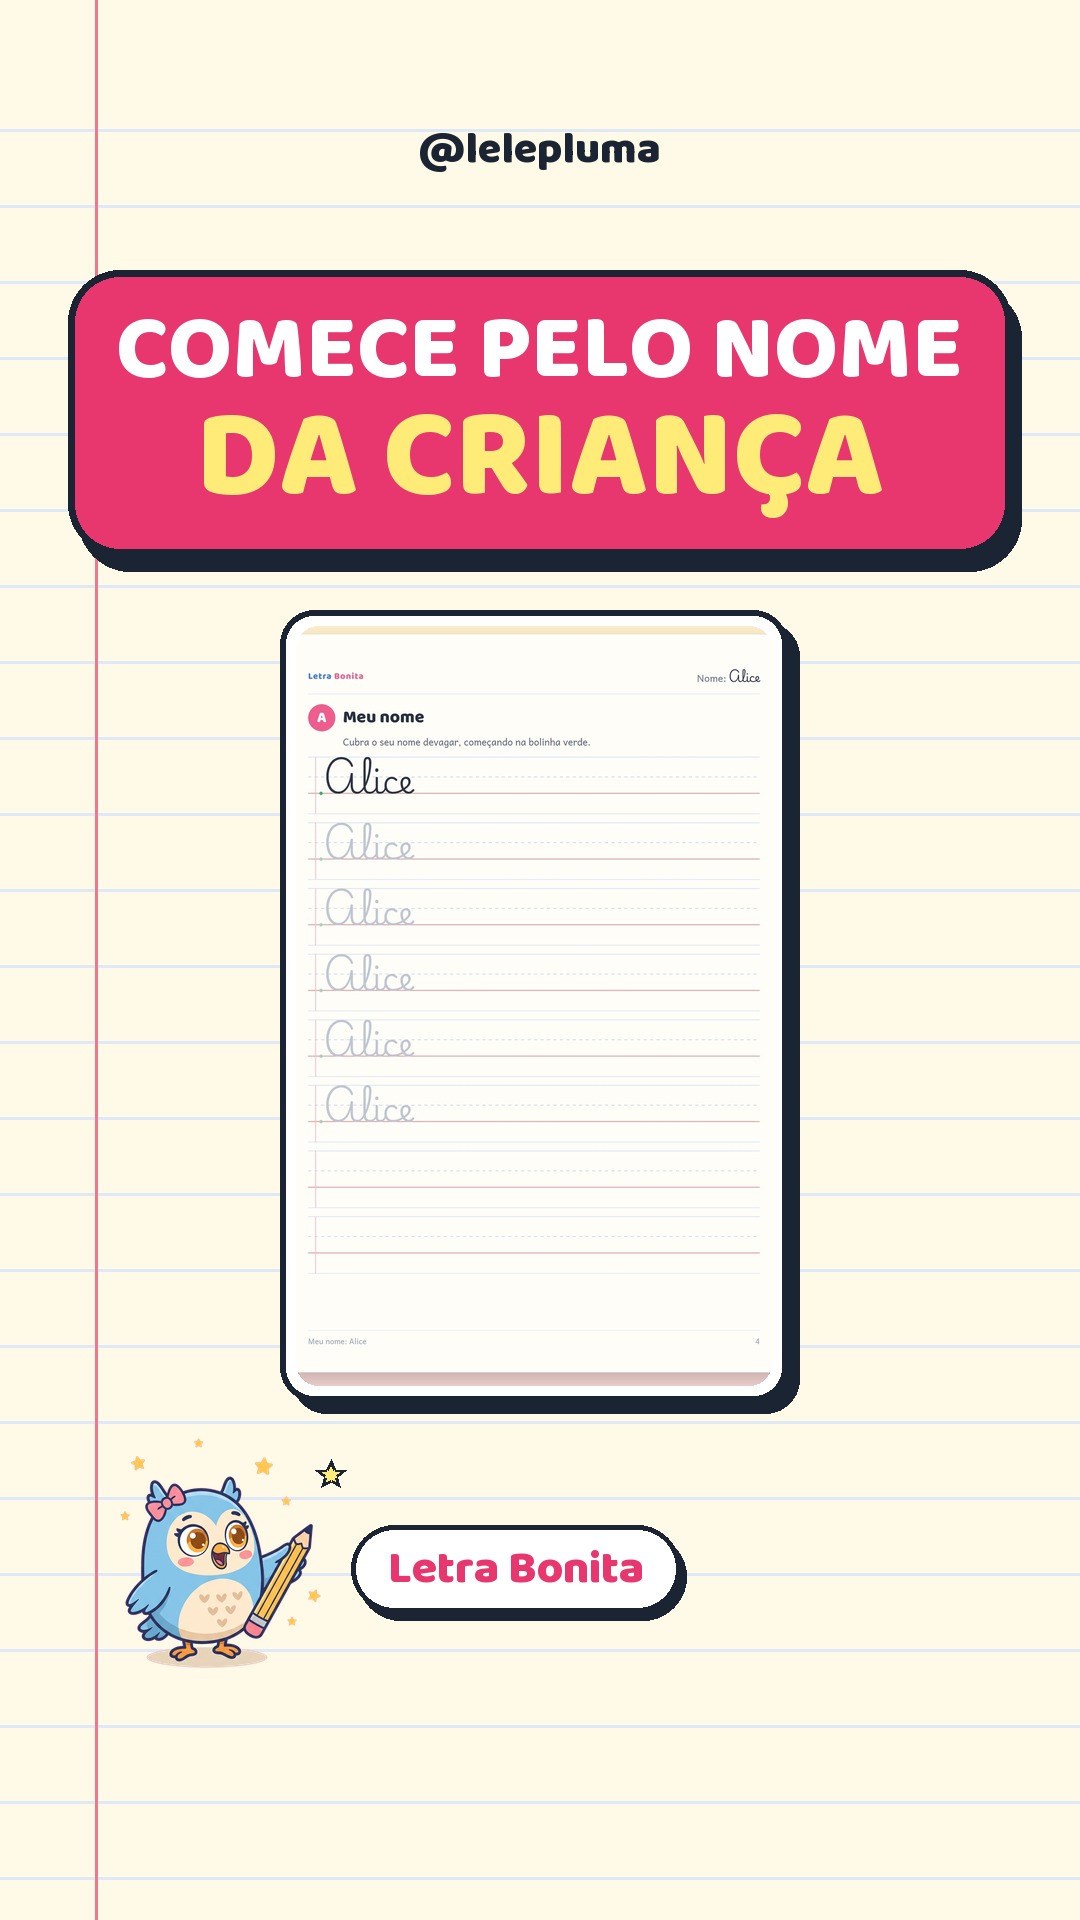 @lelepluma
COMECE PELO NOME
DA CRIANÇA
Letra Bonita
Nome: Alice
A Meu nome
Cubra o seu nome devagar, começando na bolinha verde.
Alice
Alice
Alice
Alice
Alice
Alice
Meu nome: Alice
4
Letra Bonita